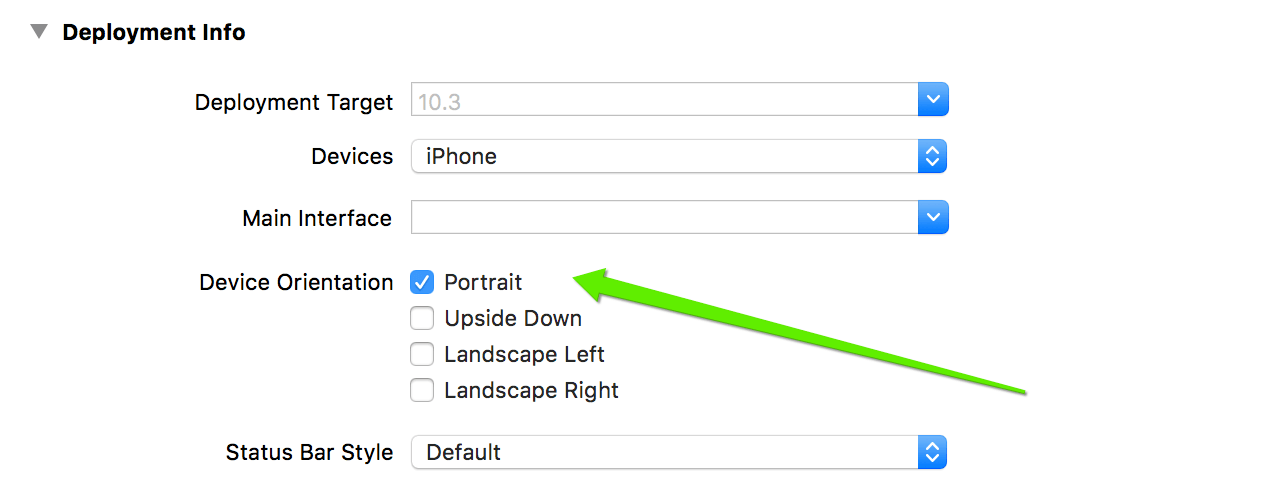 Deployment Info
Deployment Target 10.3
Devices iPhone
Main Interface
Device Orientation Portrait
Upside Down
Landscape Left
Landscape Right
Status Bar Style Default